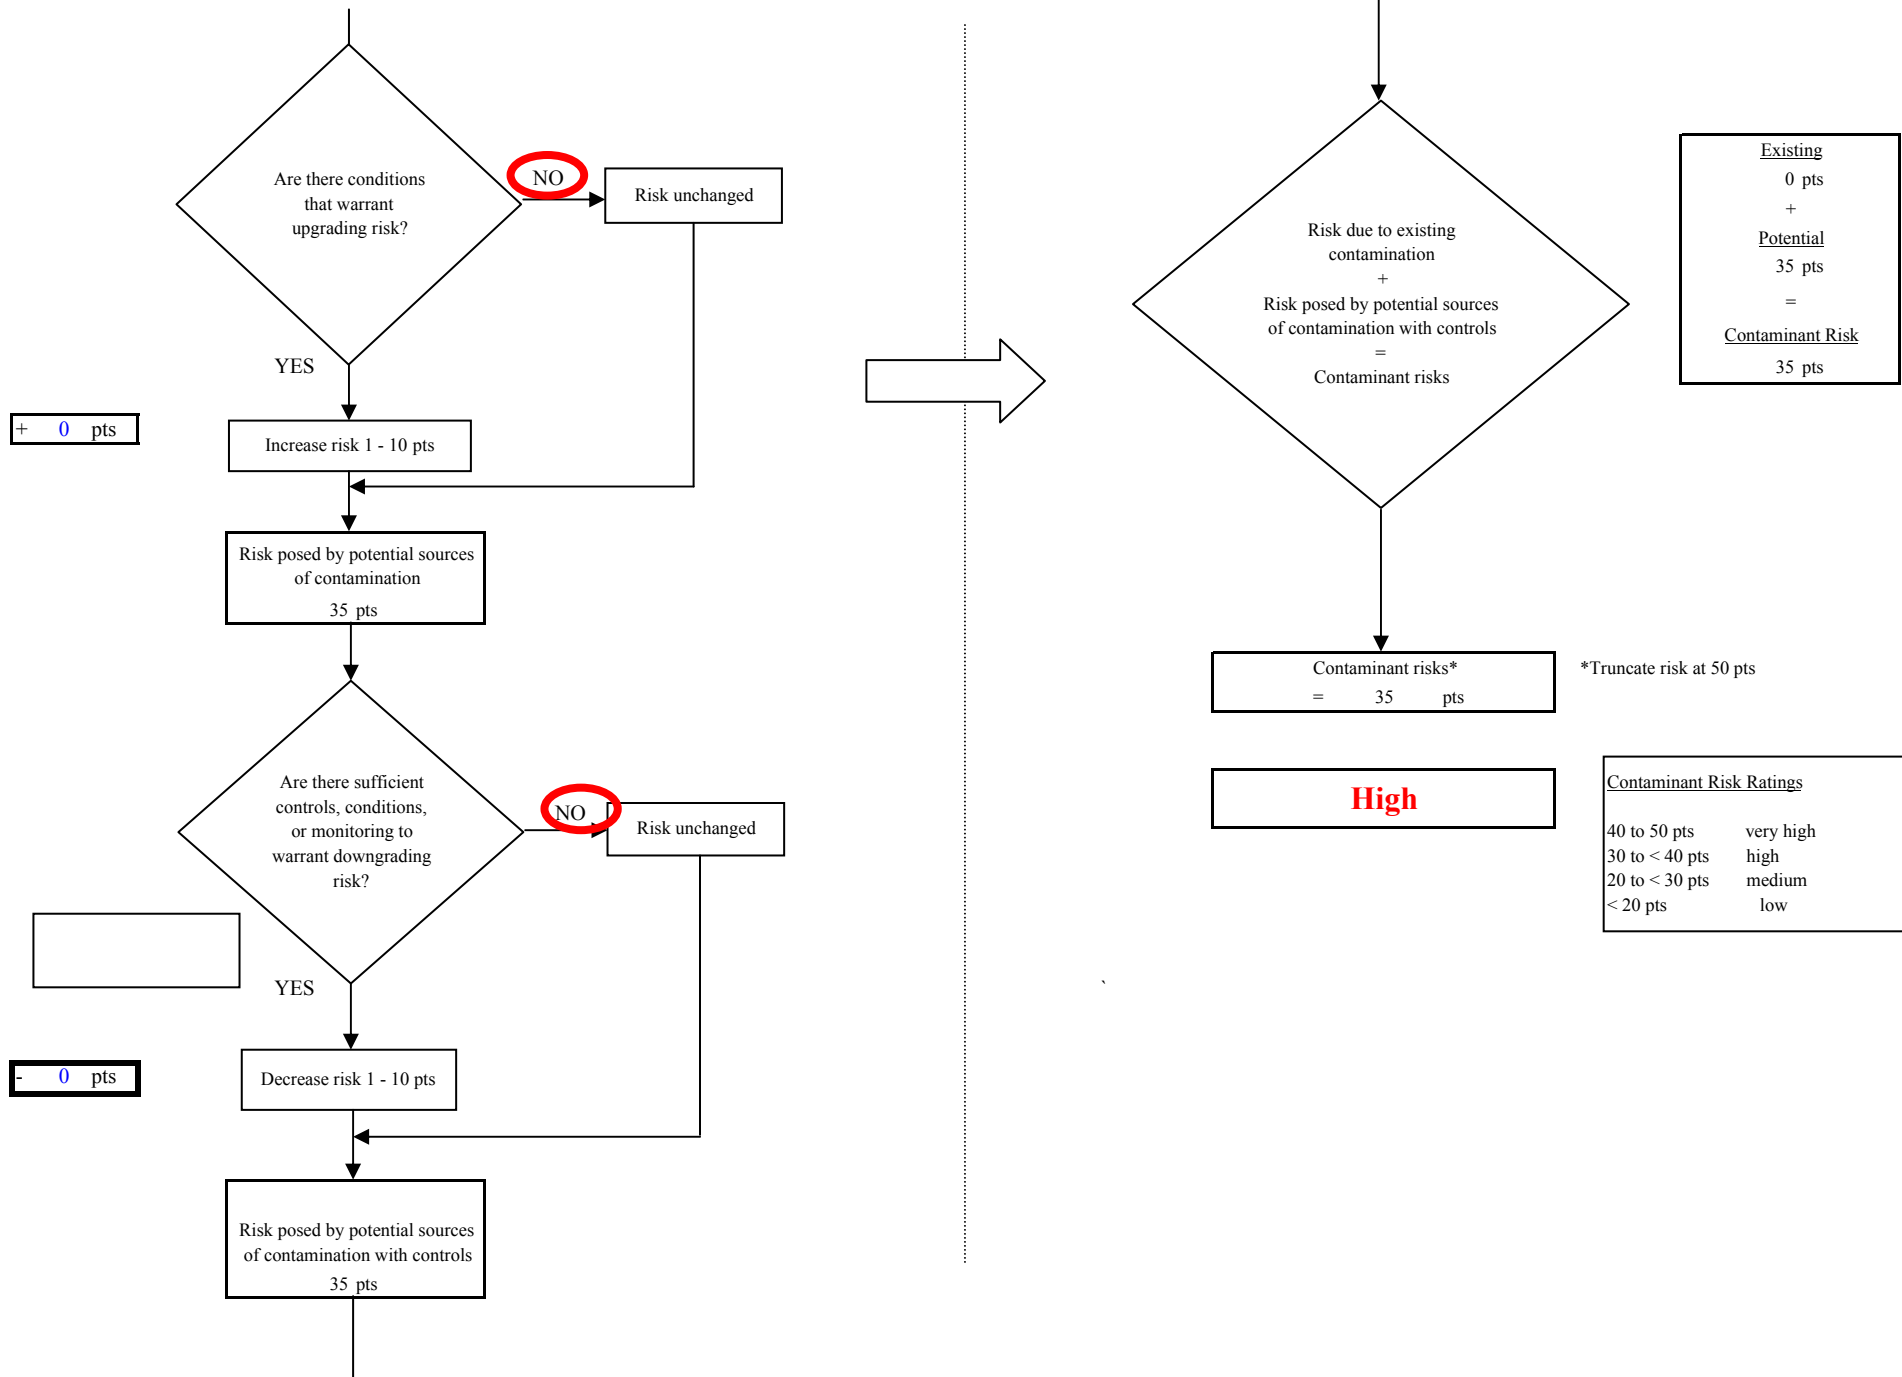 Are there conditions
that warrant
upgrading risk?
NO
Risk unchanged
YES
+ 0 pts
Increase risk 1 - 10 pts
Risk posed by potential sources
of contamination
35 pts
Are there sufficient
controls, conditions,
or monitoring to
warrant downgrading
risk?
NO
Risk unchanged
YES
- 0 pts
Decrease risk 1 - 10 pts
Risk posed by potential sources
of contamination with controls
35 pts
Risk due to existing
contamination
+
Risk posed by potential sources
of contamination with controls
=
Contaminant risks
Existing
0 pts
+
Potential
35 pts
=
Contaminant Risk
35 pts
Contaminant risks*
= 35 pts
*Truncate risk at 50 pts
High
Contaminant Risk Ratings
40 to 50 pts very high
30 to < 40 pts high
20 to < 30 pts medium
< 20 pts low
`